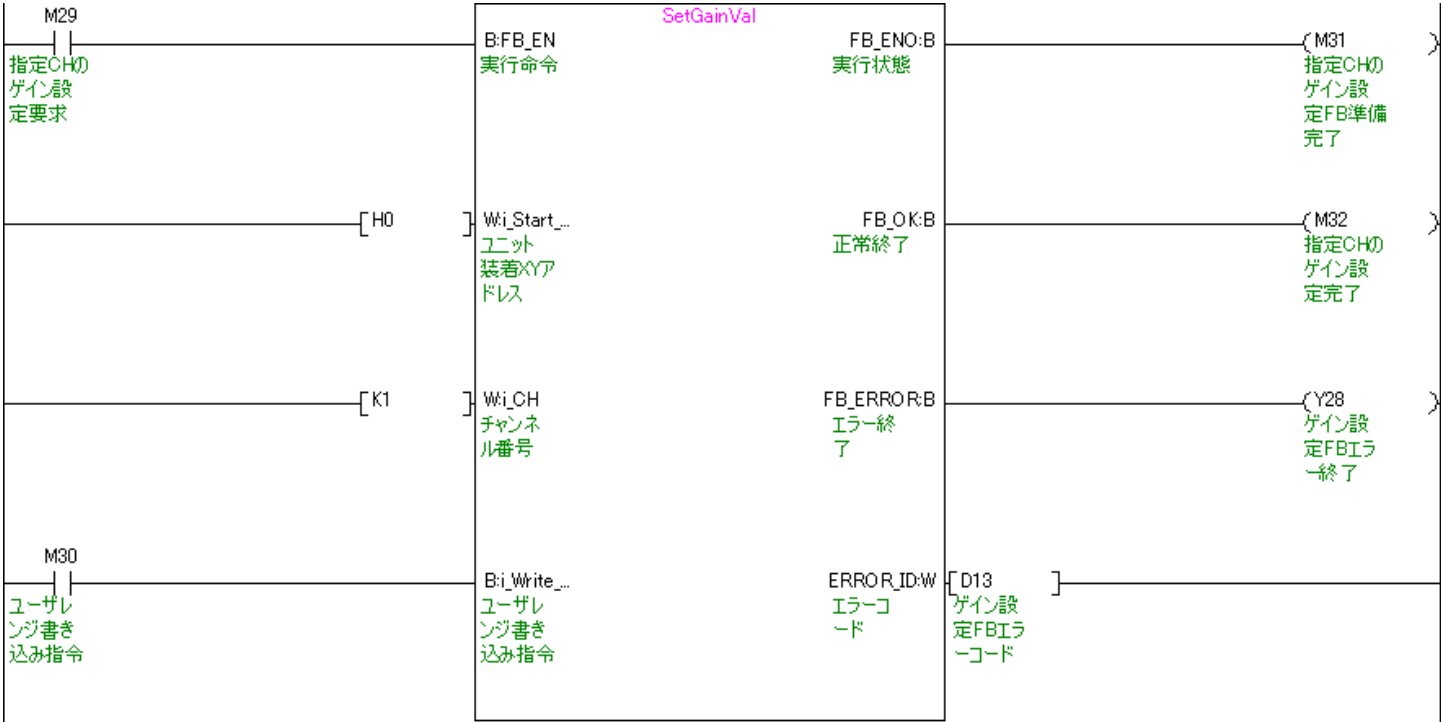 SetGainVal
M29
B:FB_EN
FB_ENO:B
M31
指定CHの
ゲイン設
定要求
実行命令
実行状態
指定CHの
ゲイン設
定FB準備
完了
H0
W:i_Start_...
FB_OK:B
M32
ユニット
装着XYア
ドレス
正常終了
指定CHの
ゲイン設
定完了
K1
W:i_CH
FB_ERROR:B
Y28
チャンネ
ル番号
エラー終
了
ゲイン設
定FBエラ
ー終了
M30
B:i_Write_...
ERROR_ID:W
D13
ユーザレ
ンジ書き
込み指令
ユーザレ
ンジ書き
込み指令
エラーコ
ード
ゲイン設
定FBエラ
ーコード